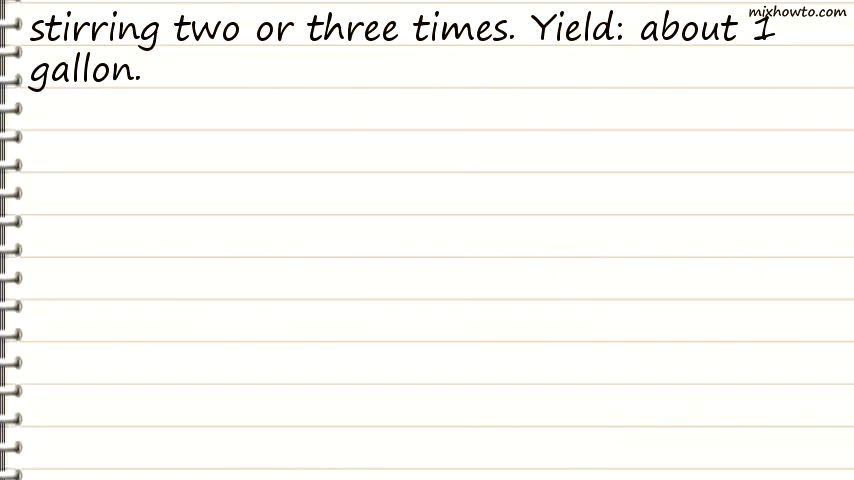 mixhowto.com
stirring two or three times. Yield: about 1
gallon.